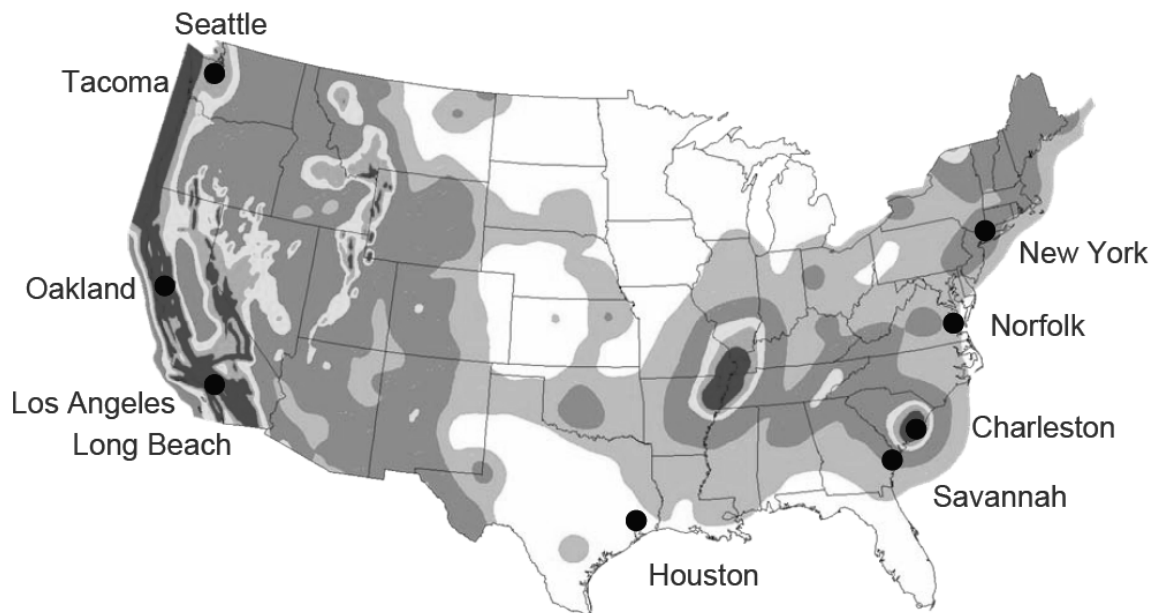 Seattle
Tacoma
Oakland
Los Angeles
Long Beach
New York
Norfolk
Charleston
Savannah
Houston